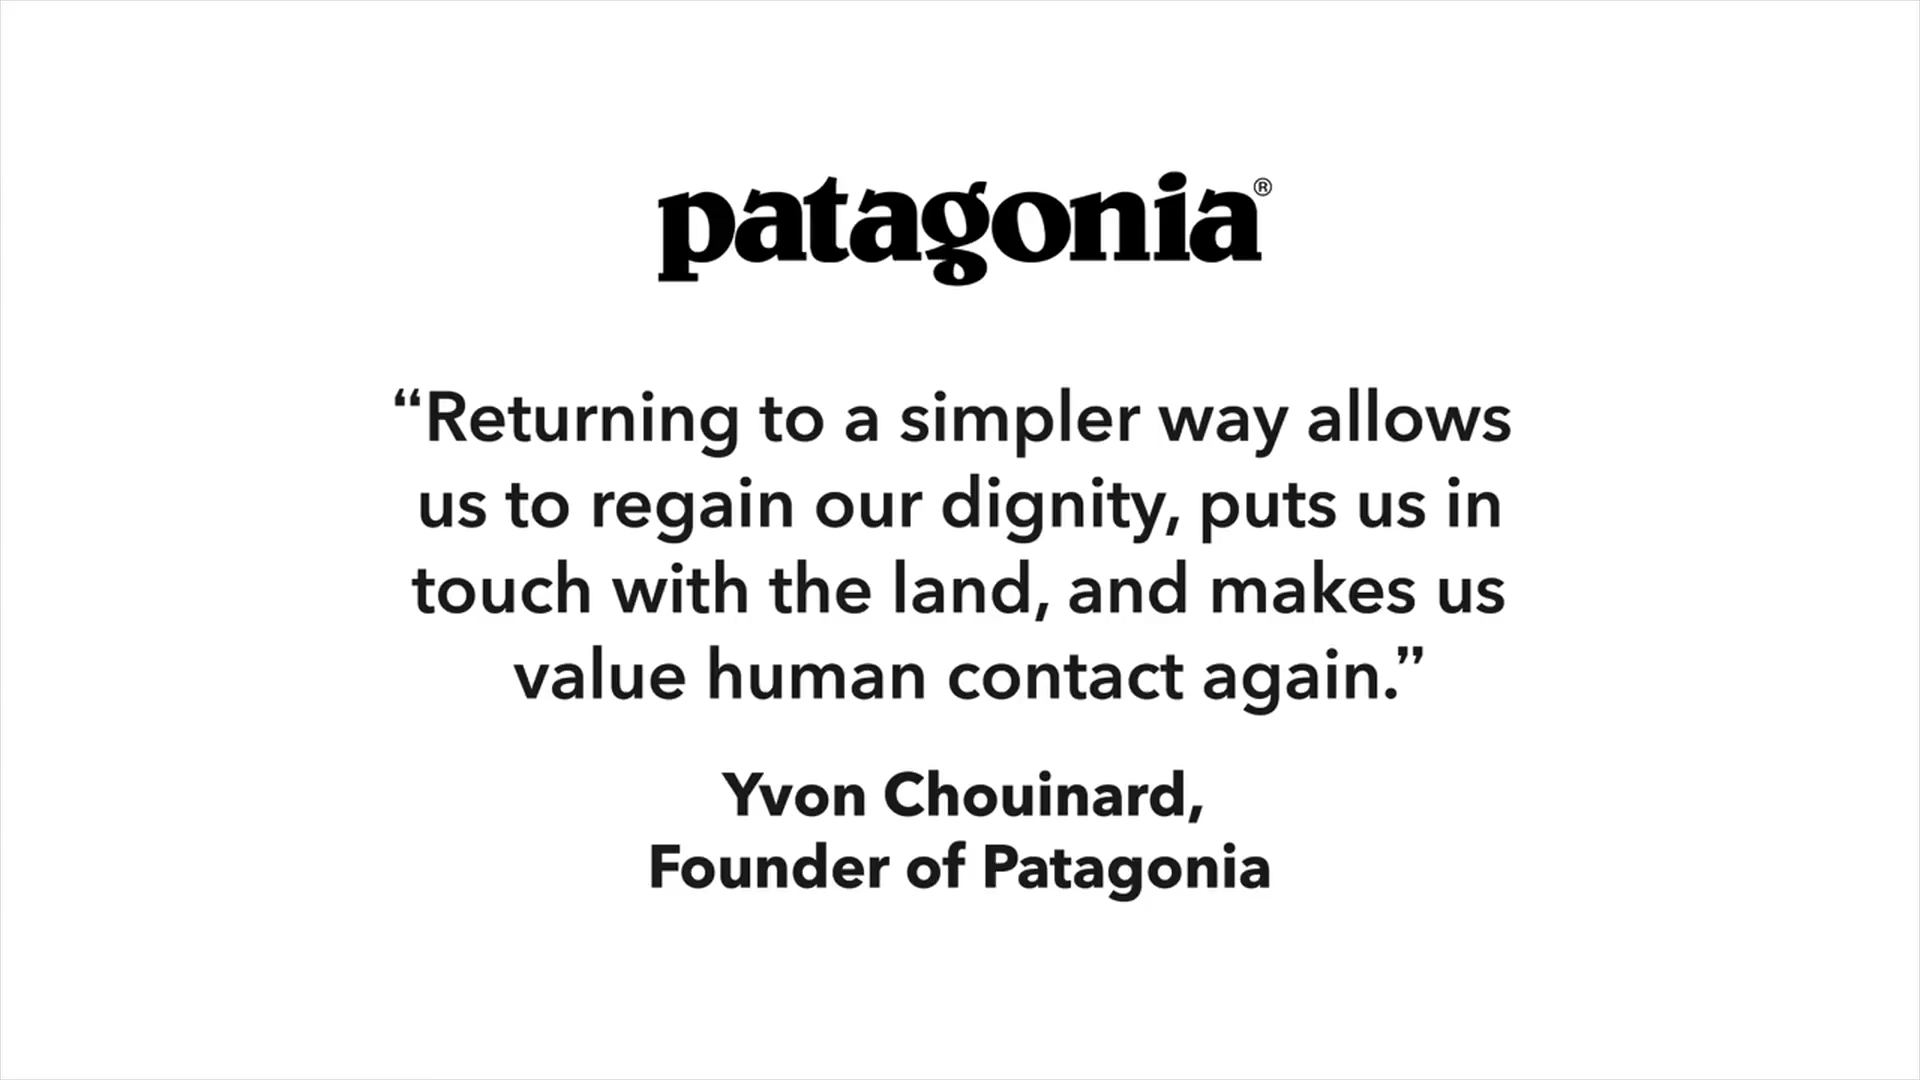 patagonia®
“Returning to a simpler way allows
us to regain our dignity, puts us in
touch with the land, and makes us
value human contact again.”
Yvon Chouinard,
Founder of Patagonia